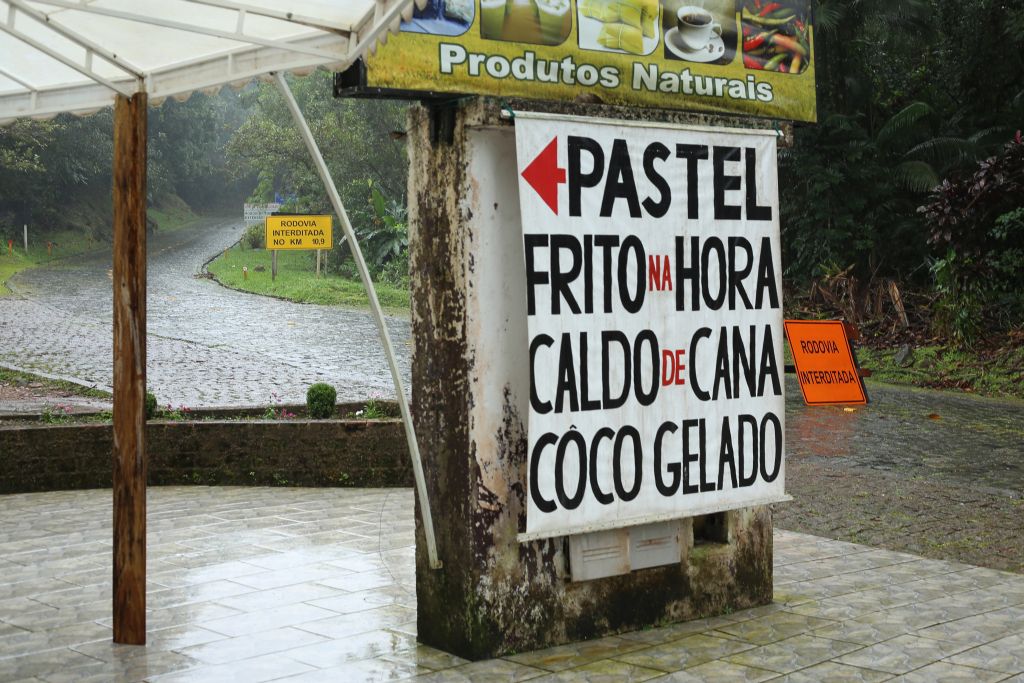 Produtos Naturais
PASTEL
FRITO NA HORA
CALDO DE CANA
CÔCO GELADO
RODOVIA
INTERDITADA
NO KM 10,9
RODOVIA
INTERDITADA